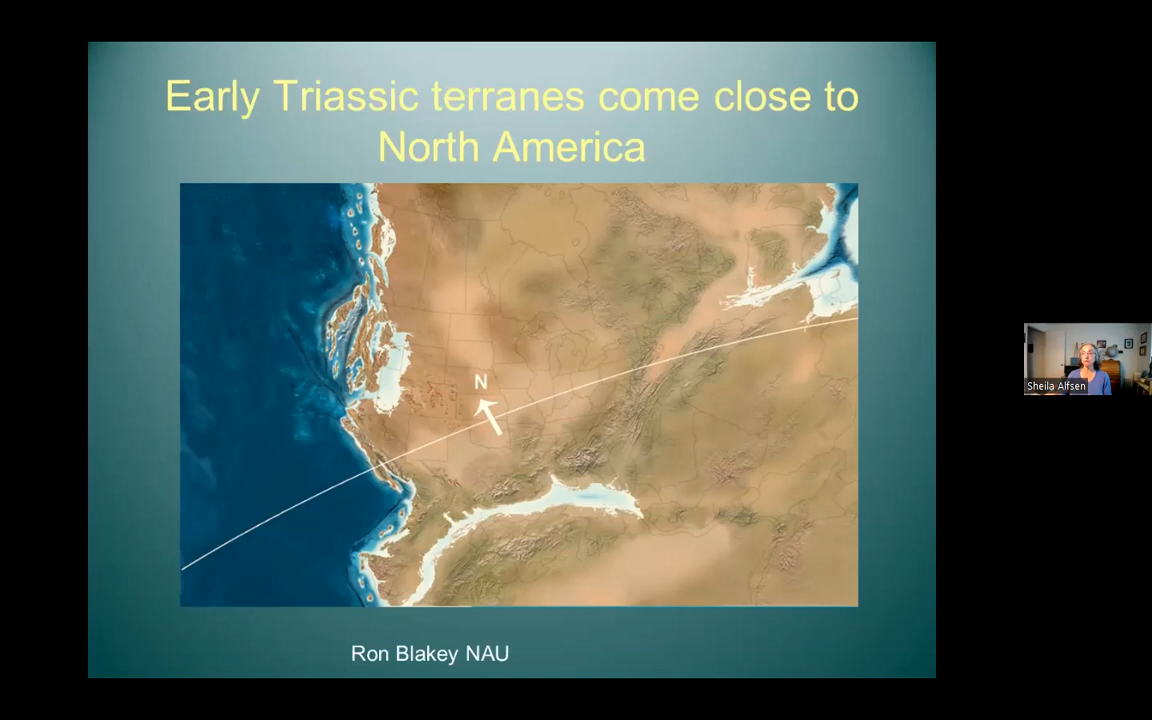 Early Triassic terranes come close to
North America
N
Sheila Alfsen
Ron Blakey NAU